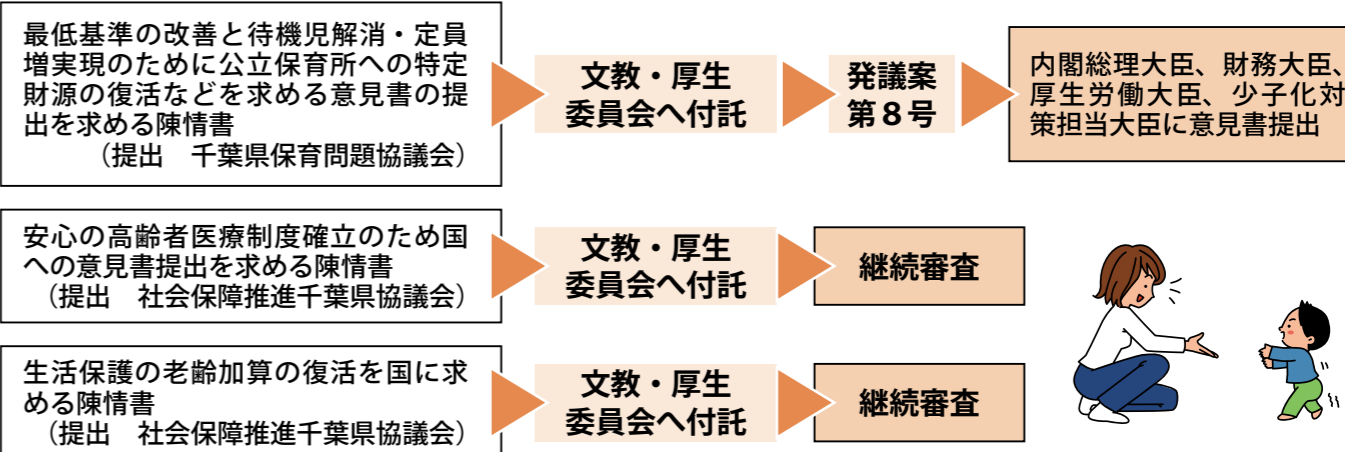 最低基準の改善と待機児解消・定員
増実現のために公立保育所への特定
財源の復活などを求める意見書の提
出を求める陳情書
（提出　千葉県保育問題協議会）
文教・厚生
委員会へ付託
発議案
第８号
内閣総理大臣、財務大臣、
厚生労働大臣、少子化対
策担当大臣に意見書提出
安心の高齢者医療制度確立のため国
への意見書提出を求める陳情書
（提出　社会保障推進千葉県協議会）
文教・厚生
委員会へ付託
継続審査
生活保護の老齢加算の復活を国に求
める陳情書
（提出　社会保障推進千葉県協議会）
文教・厚生
委員会へ付託
継続審査